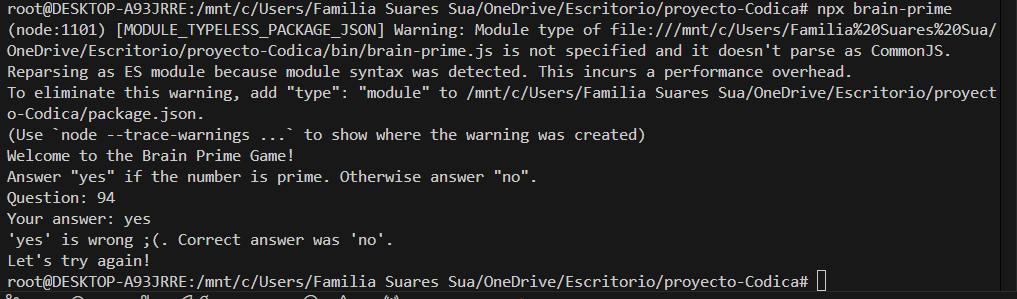 root@DESKTOP-A93JRRE:/mnt/c/Users/Familia Suares Sua/OneDrive/Escritorio/proyecto-Codica# npx brain-prime
(node:1101) [MODULE_TYPELESS_PACKAGE_JSON] Warning: Module type of file:///mnt/c/Users/Familia%20Suares%20Sua/
OneDrive/Escritorio/proyecto-Codica/bin/brain-prime.js is not specified and it doesn't parse as CommonJS.
Reparsing as ES module because module syntax was detected. This incurs a performance overhead.
To eliminate this warning, add "type": "module" to /mnt/c/Users/Familia Suares Sua/OneDrive/Escritorio/proyect
o-Codica/package.json.
(Use `node --trace-warnings ...` to show where the warning was created)
Welcome to the Brain Prime Game!
Answer "yes" if the number is prime. Otherwise answer "no".
Question: 94
Your answer: yes
'yes' is wrong ;(. Correct answer was 'no'.
Let's try again!
root@DESKTOP-A93JRRE:/mnt/c/Users/Familia Suares Sua/OneDrive/Escritorio/proyecto-Codica#